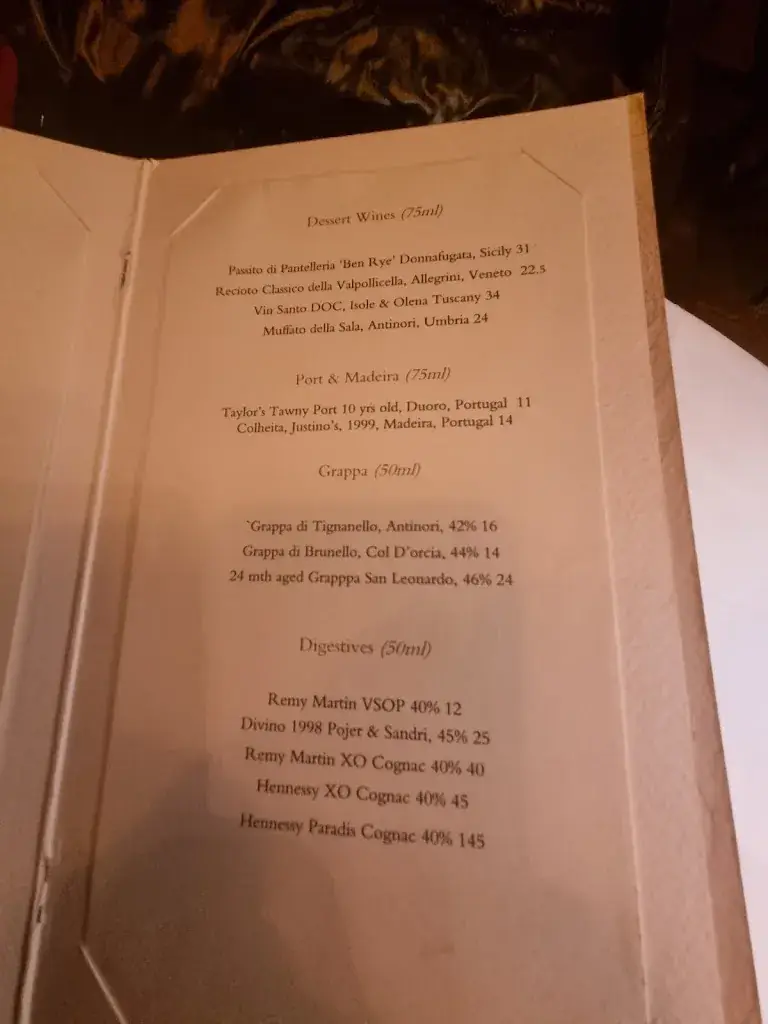 Dessert Wines (75ml)
Passito di Pantelleria 'Ben Rye' Donnafugata, Sicily 31
Recioto Classico della Valpollicella, Allegrini, Veneto 22.5
Vin Santo DOC, Isole & Olena Tuscany 34
Muffato della Sala, Antinori, Umbria 24
Port & Madeira (75ml)
Taylor's Tawny Port 10 yrs old, Duoro, Portugal 11
Colheita, Justino's, 1999, Madeira, Portugal 14
Grappa (50ml)
`Grappa di Tignanello, Antinori, 42% 16
Grappa di Brunello, Col D'orcia, 44% 14
24 mth aged Grapppa San Leonardo, 46% 24
Digestives (50ml)
Remy Martin VSOP 40% 12
Divino 1998 Pojer & Sandri, 45% 25
Remy Martin XO Cognac 40% 40
Hennessy XO Cognac 40% 45
Hennessy Paradis Cognac 40% 145